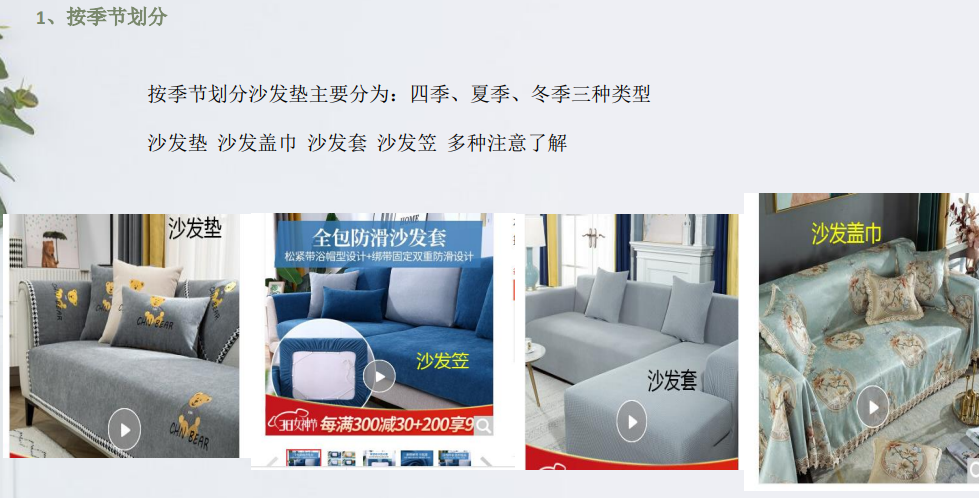 1、按季节划分
按季节划分沙发垫主要分为：四季、夏季、冬季三种类型
沙发垫 沙发盖巾 沙发套 沙发笠 多种注意了解
沙发垫
CHIN BEAR
CHIN BEAR
HOME
全包防滑沙发套
松紧带浴帽型设计+绑带固定双重防滑设计
沙发笠
每满300减30+200享9
沙发套
沙发盖巾